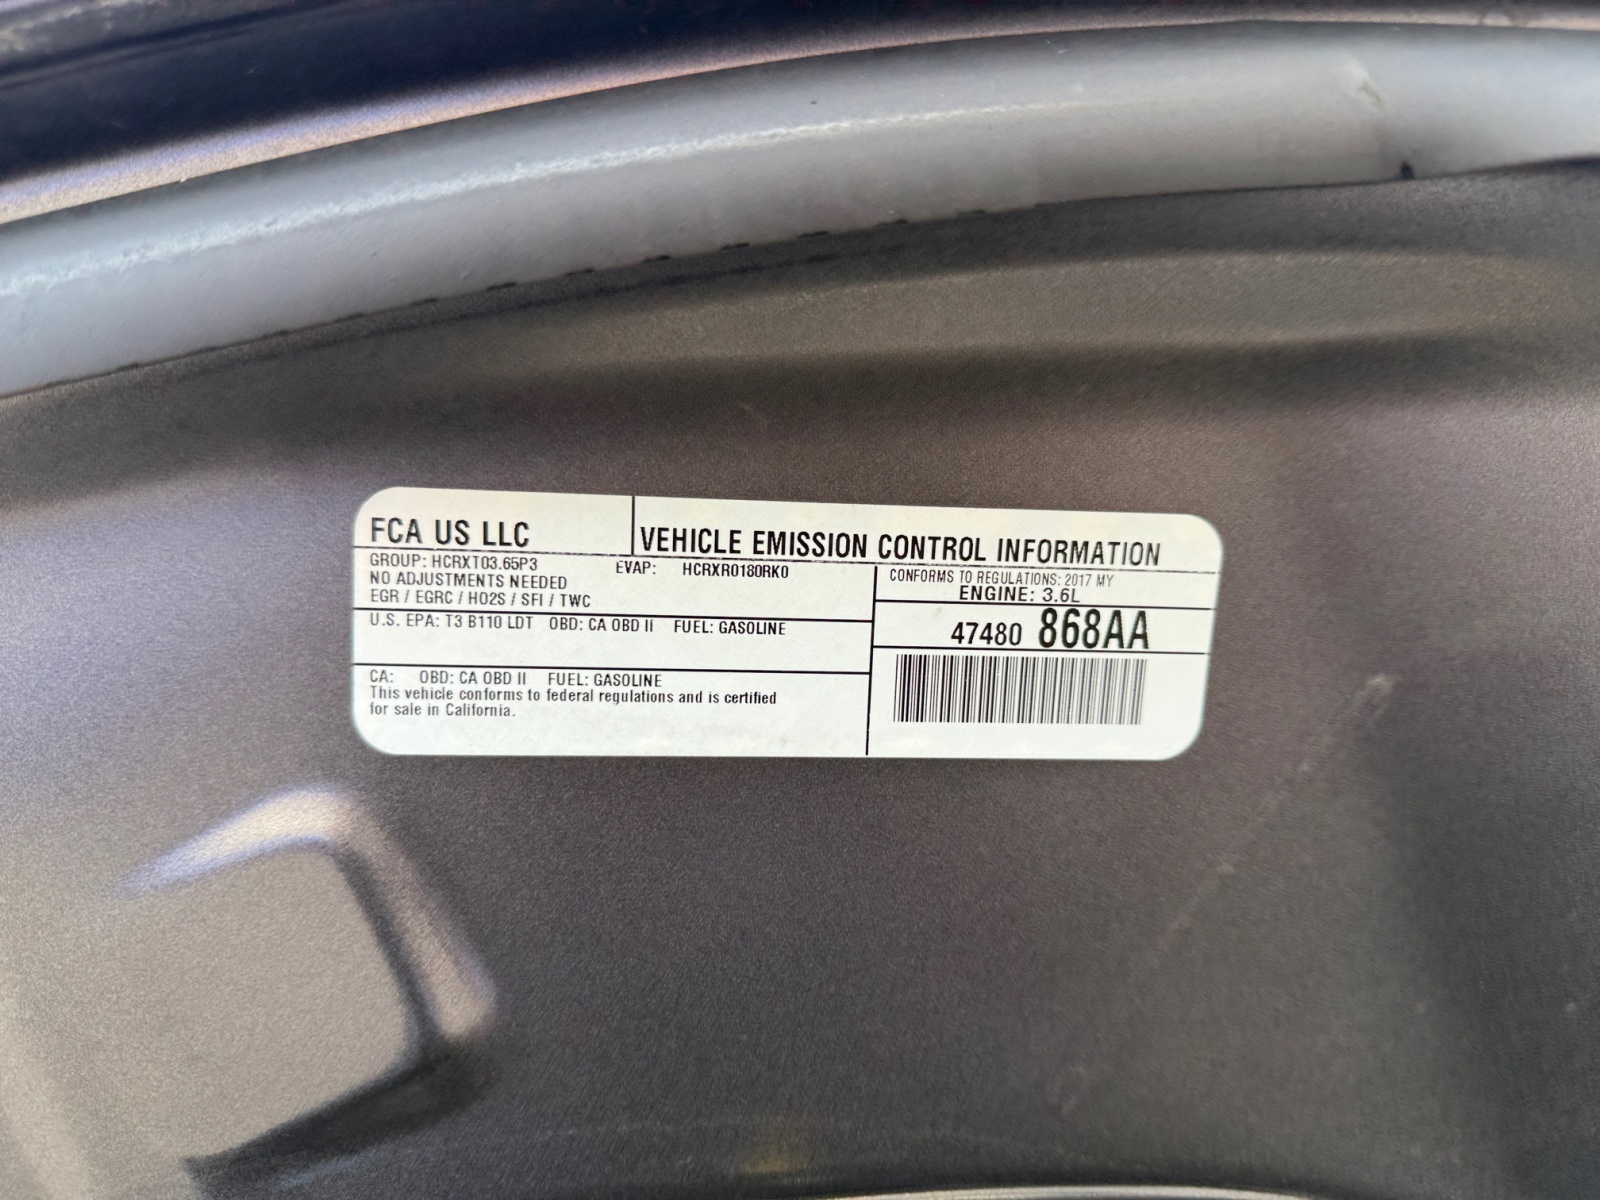 FCA US LLC
VEHICLE EMISSION CONTROL INFORMATION
GROUP: HCRXT03.65P3 EVAP: HCRXR0180RK0
NO ADJUSTMENTS NEEDED
EGR / EGRC / HO2S / SFI / TWC
CONFORMS TO REGULATIONS: 2017 MY
ENGINE: 3.6L
U.S. EPA: T3 B110 LDT OBD: CA OBD II FUEL: GASOLINE
47480 868AA
CA: OBD: CA OBD II FUEL: GASOLINE
This vehicle conforms to federal regulations and is certified
for sale in California.